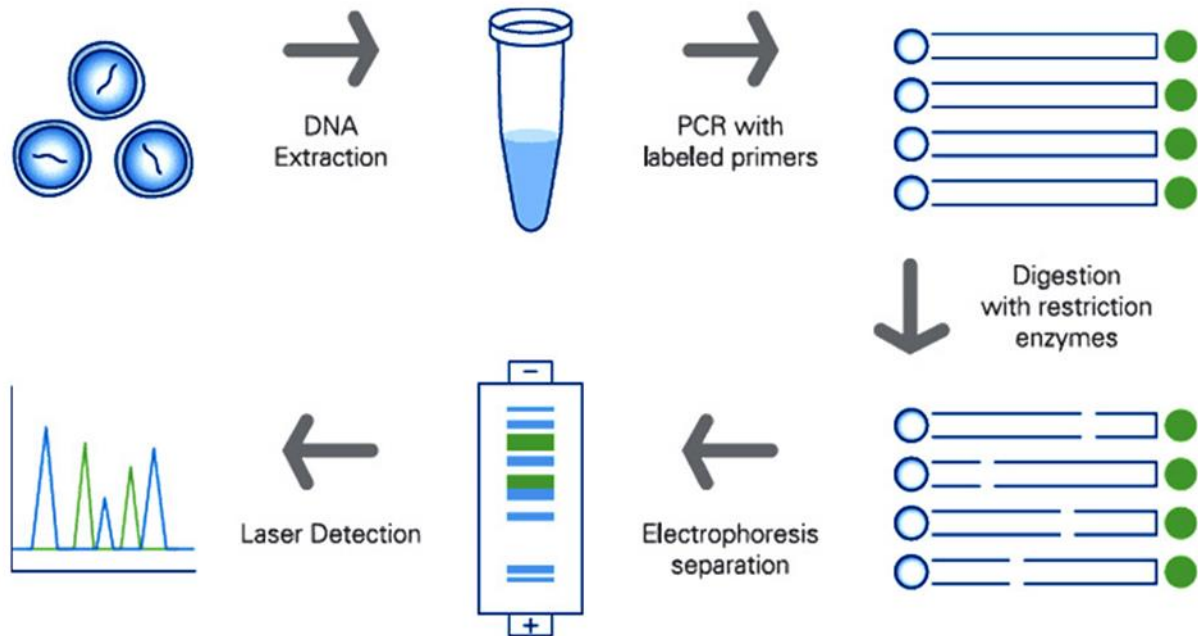 DNA
Extraction
PCR with
labeled primers
Digestion
with restriction
enzymes
Electrophoresis
separation
-
+
Laser Detection